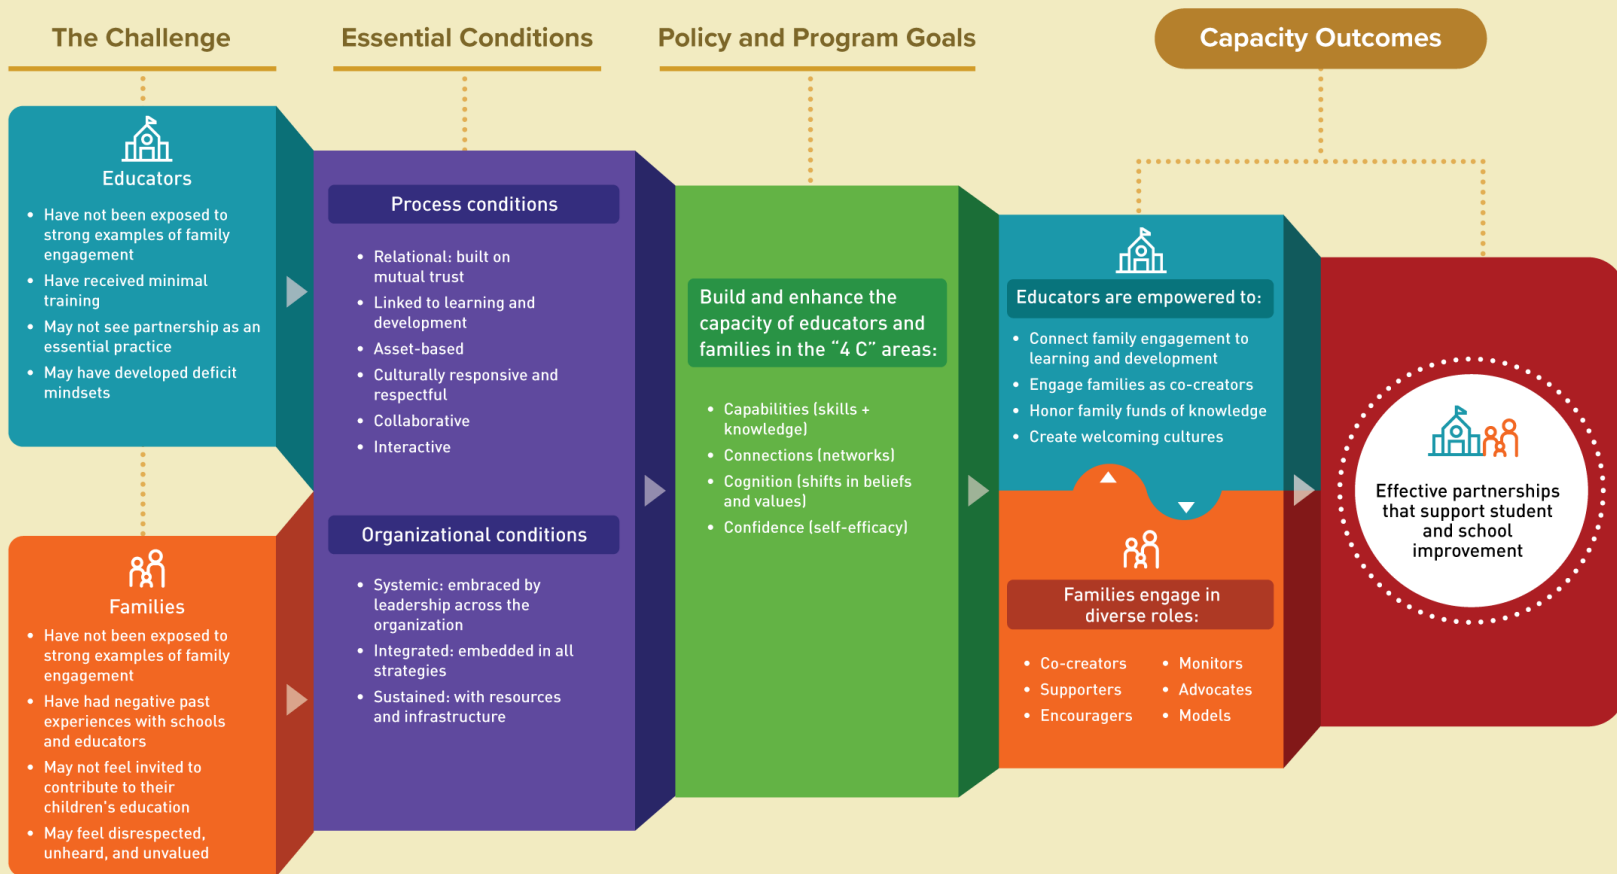 The Challenge
Essential Conditions
Policy and Program Goals
Capacity Outcomes
Educators
• Have not been exposed to
strong examples of family
engagement
• Have received minimal
training
• May not see partnership as an
essential practice
• May have developed deficit
mindsets
Families
• Have not been exposed to
strong examples of family
engagement
• Have had negative past
experiences with schools
and educators
• May not feel invited to
contribute to their
children's education
• May feel disrespected,
unheard, and unvalued
Process conditions
• Relational: built on
mutual trust
• Linked to learning and
development
• Asset-based
• Culturally responsive and
respectful
• Collaborative
• Interactive
Organizational conditions
• Systemic: embraced by
leadership across the
organization
• Integrated: embedded in all
strategies
• Sustained: with resources
and infrastructure
Build and enhance the
capacity of educators and
families in the “4 C” areas:
• Capabilities (skills +
knowledge)
• Connections (networks)
• Cognition (shifts in beliefs
and values)
• Confidence (self-efficacy)
Educators are empowered to:
• Connect family engagement to
learning and development
• Engage families as co-creators
• Honor family funds of knowledge
• Create welcoming cultures
Families engage in
diverse roles:
• Co-creators
• Supporters
• Encouragers
• Monitors
• Advocates
• Models
Effective partnerships
that support student
and school
improvement